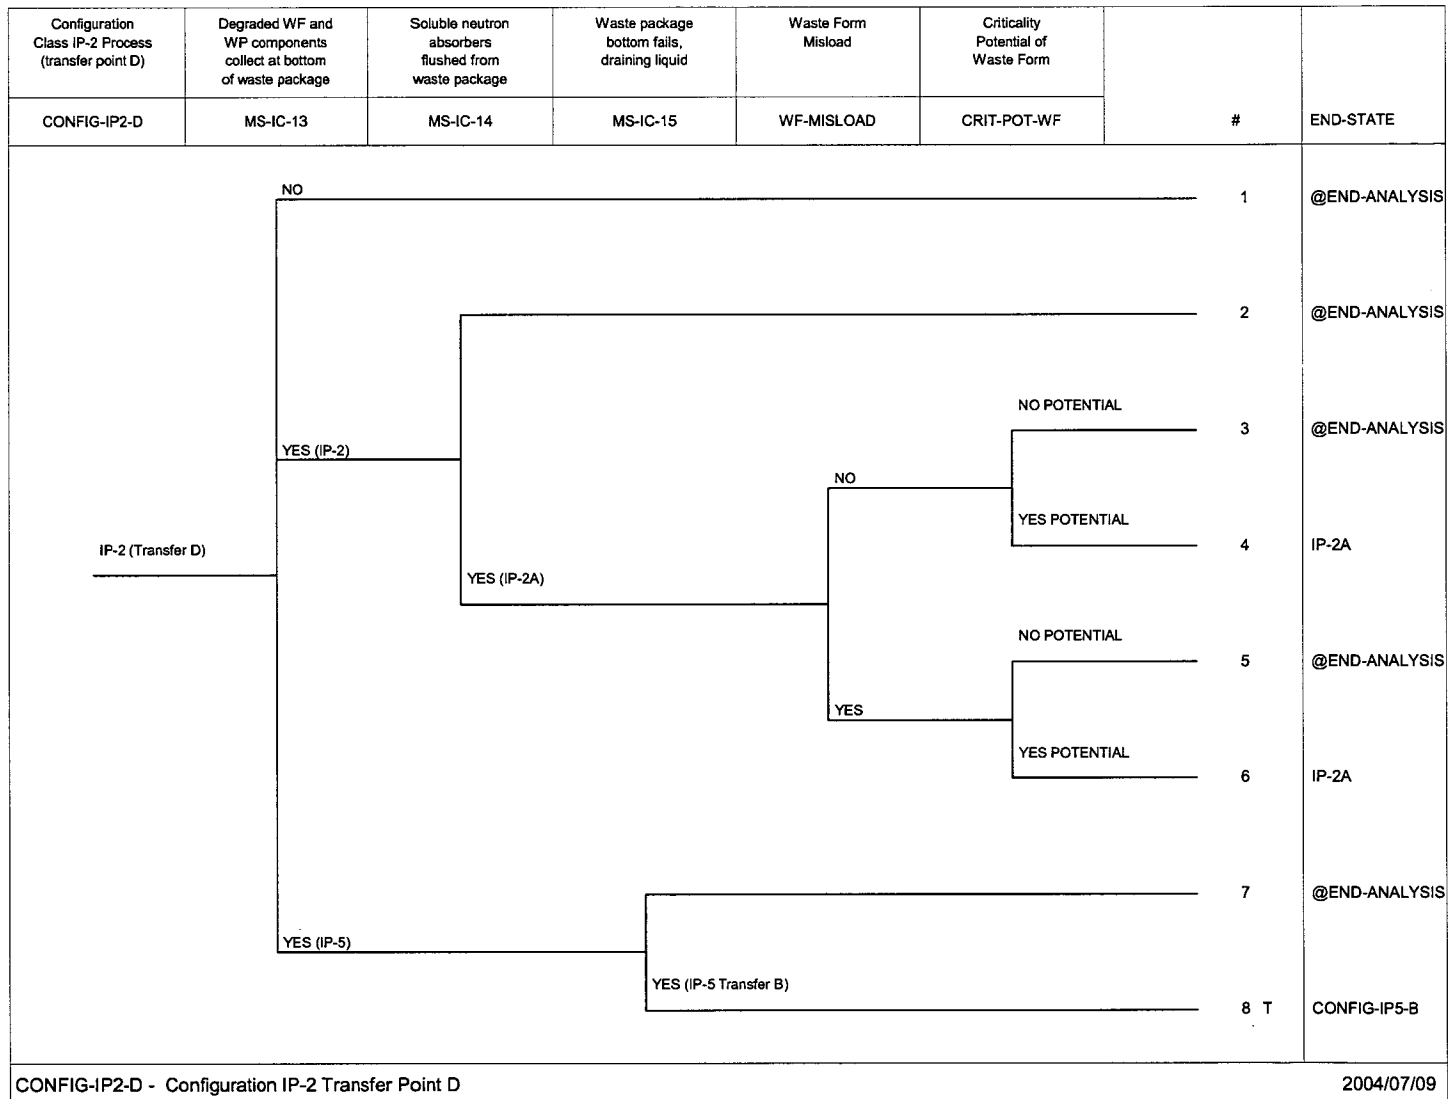 Configuration
Class IP-2 Process
(transfer point D)
Degraded WF and
WP components
collect at bottom
of waste package
Soluble neutron
absorbers
flushed from
waste package
Waste package
bottom fails,
draining liquid
Waste Form
Misload
Criticality
Potential of
Waste Form
CONFIG-IP2-D
MS-IC-13
MS-IC-14
MS-IC-15
WF-MISLOAD
CRIT-POT-WF
#
END-STATE
NO
1
@END-ANALYSIS
2
@END-ANALYSIS
NO POTENTIAL
3
@END-ANALYSIS
YES (IP-2)
NO
YES POTENTIAL
4
IP-2A
IP-2 (Transfer D)
YES (IP-2A)
NO POTENTIAL
5
@END-ANALYSIS
YES
YES POTENTIAL
6
IP-2A
7
@END-ANALYSIS
YES (IP-5)
YES (IP-5 Transfer B)
8 T
CONFIG-IP5-B
CONFIG-IP2-D - Configuration IP-2 Transfer Point D
2004/07/09